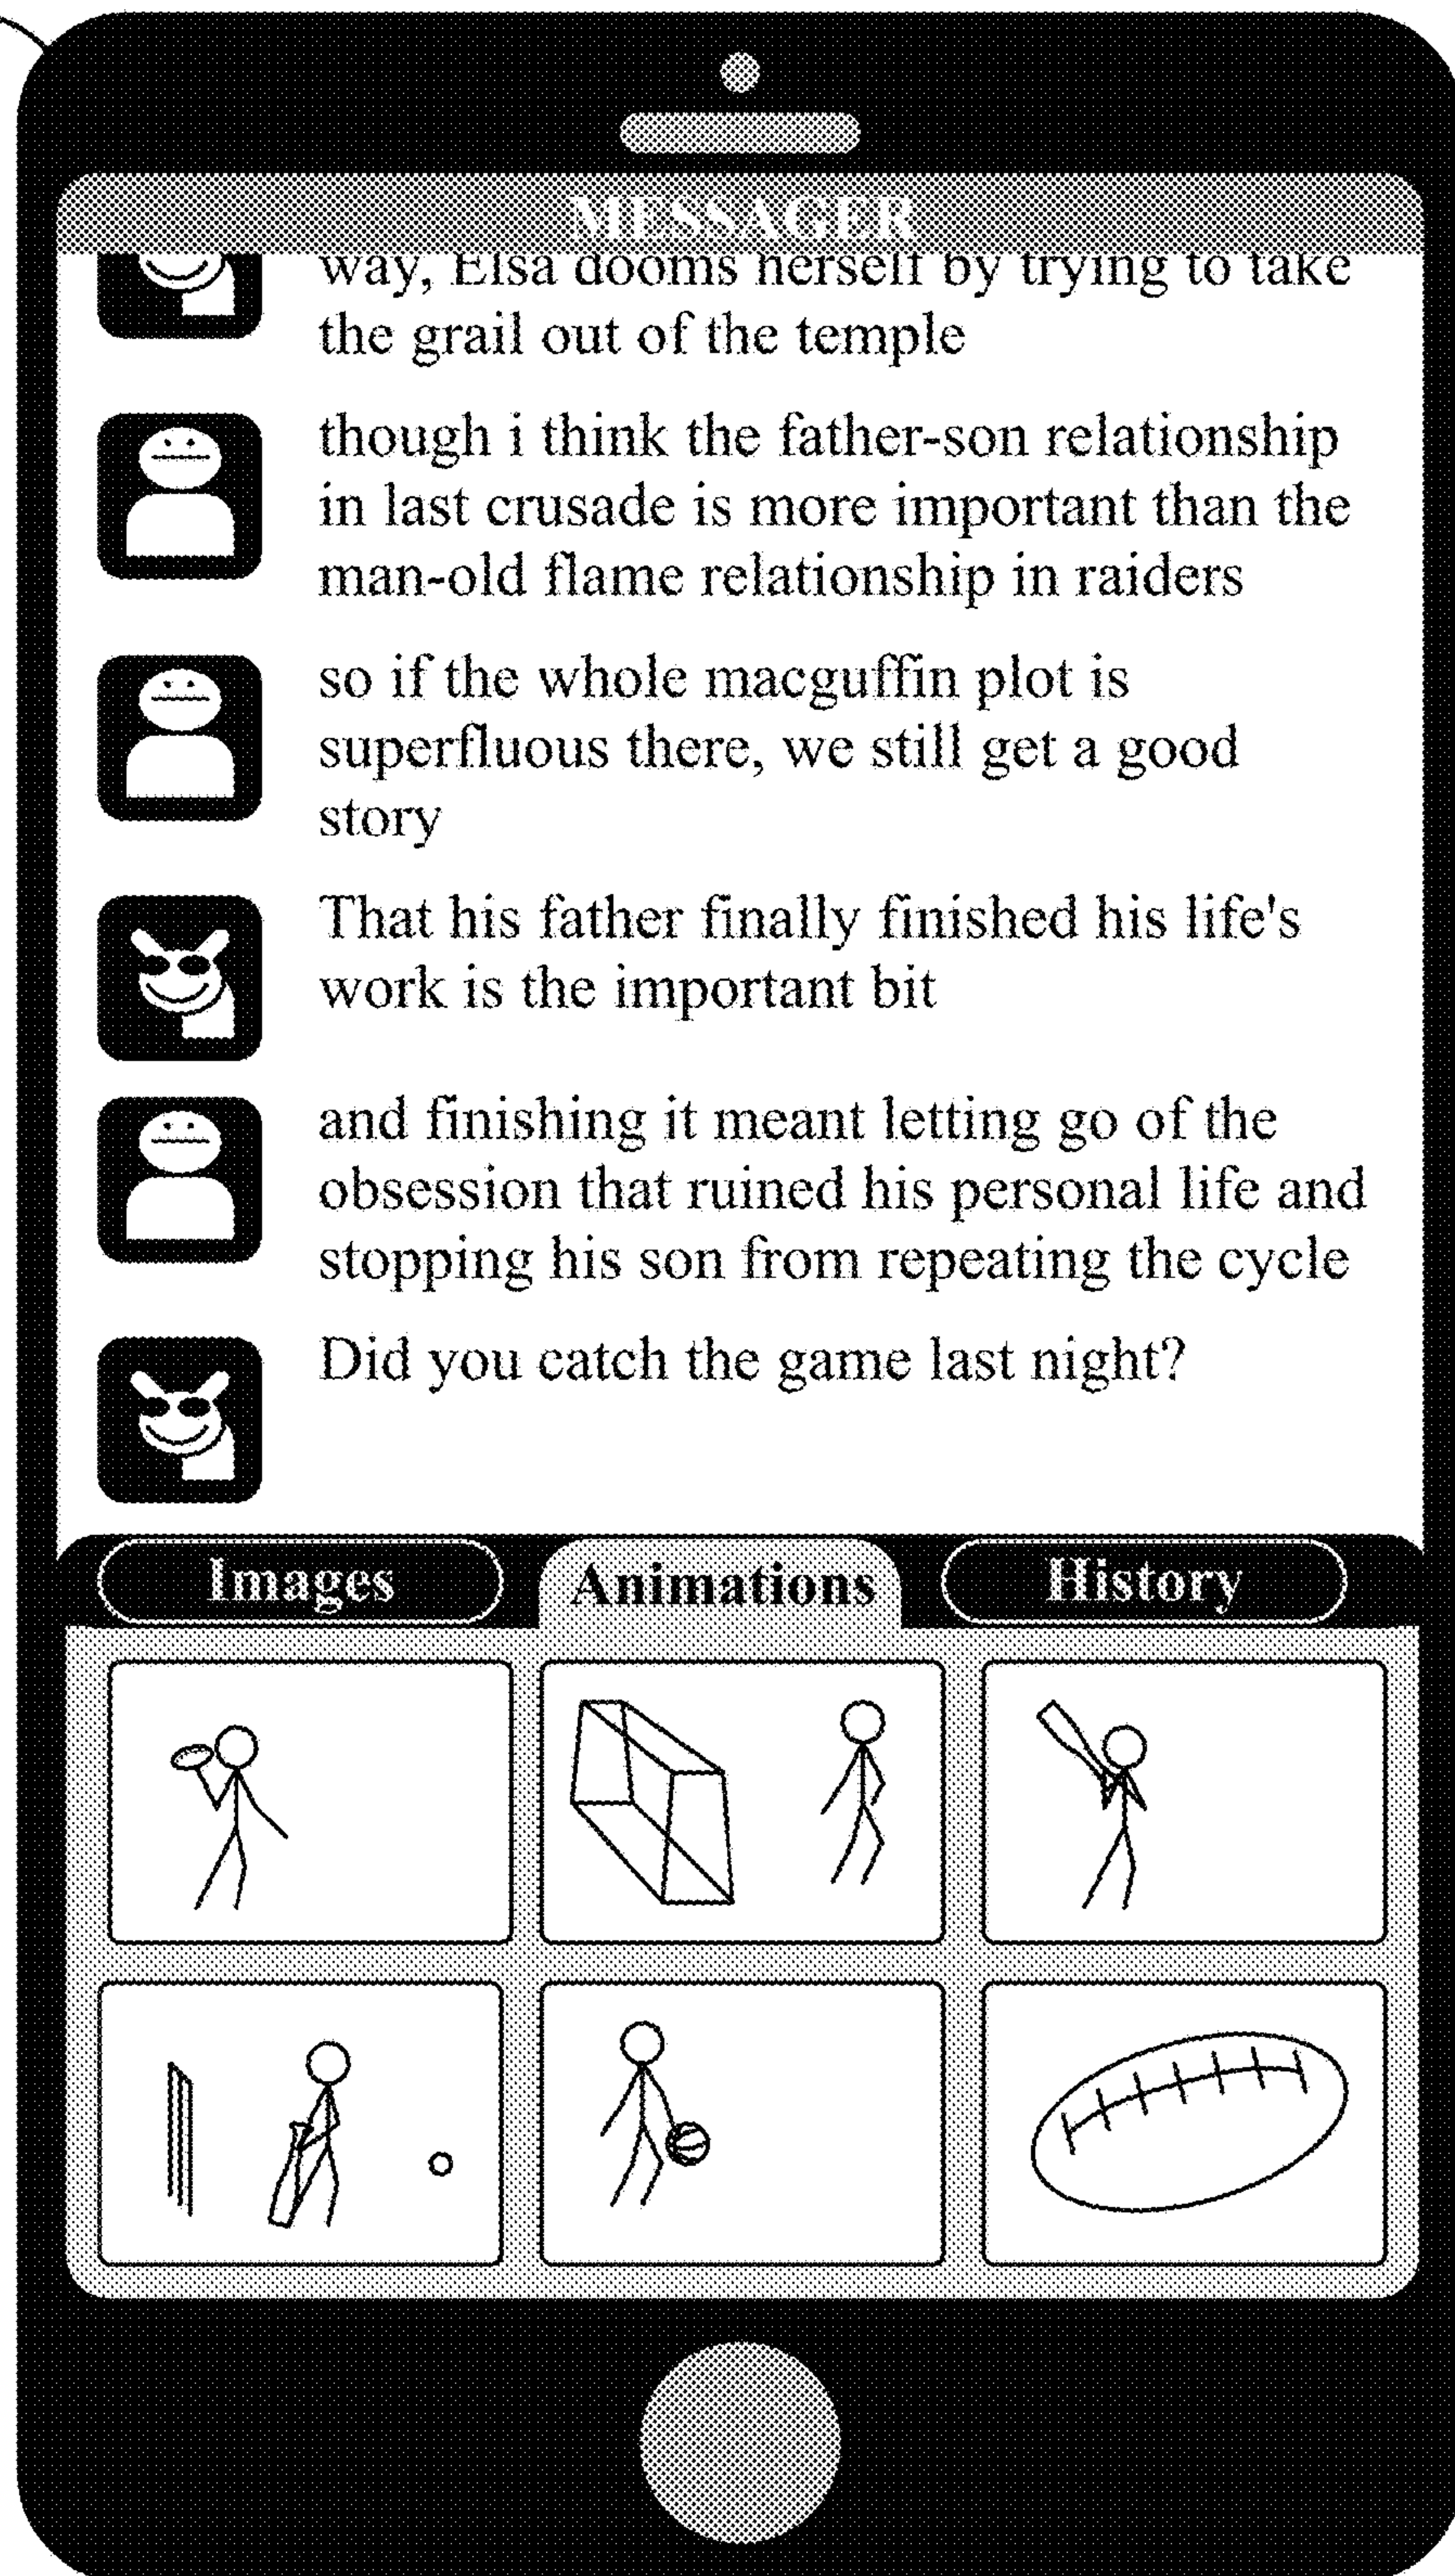 MESSAGER
way, Elsa dooms herself by trying to take
the grail out of the temple
though i think the father-son relationship
in last crusade is more important than the
man-old flame relationship in raiders
so if the whole macguffin plot is
superfluous there, we still get a good
story
That his father finally finished his life's
work is the important bit
and finishing it meant letting go of the
obsession that ruined his personal life and
stopping his son from repeating the cycle
Did you catch the game last night?
Images
Animations
History